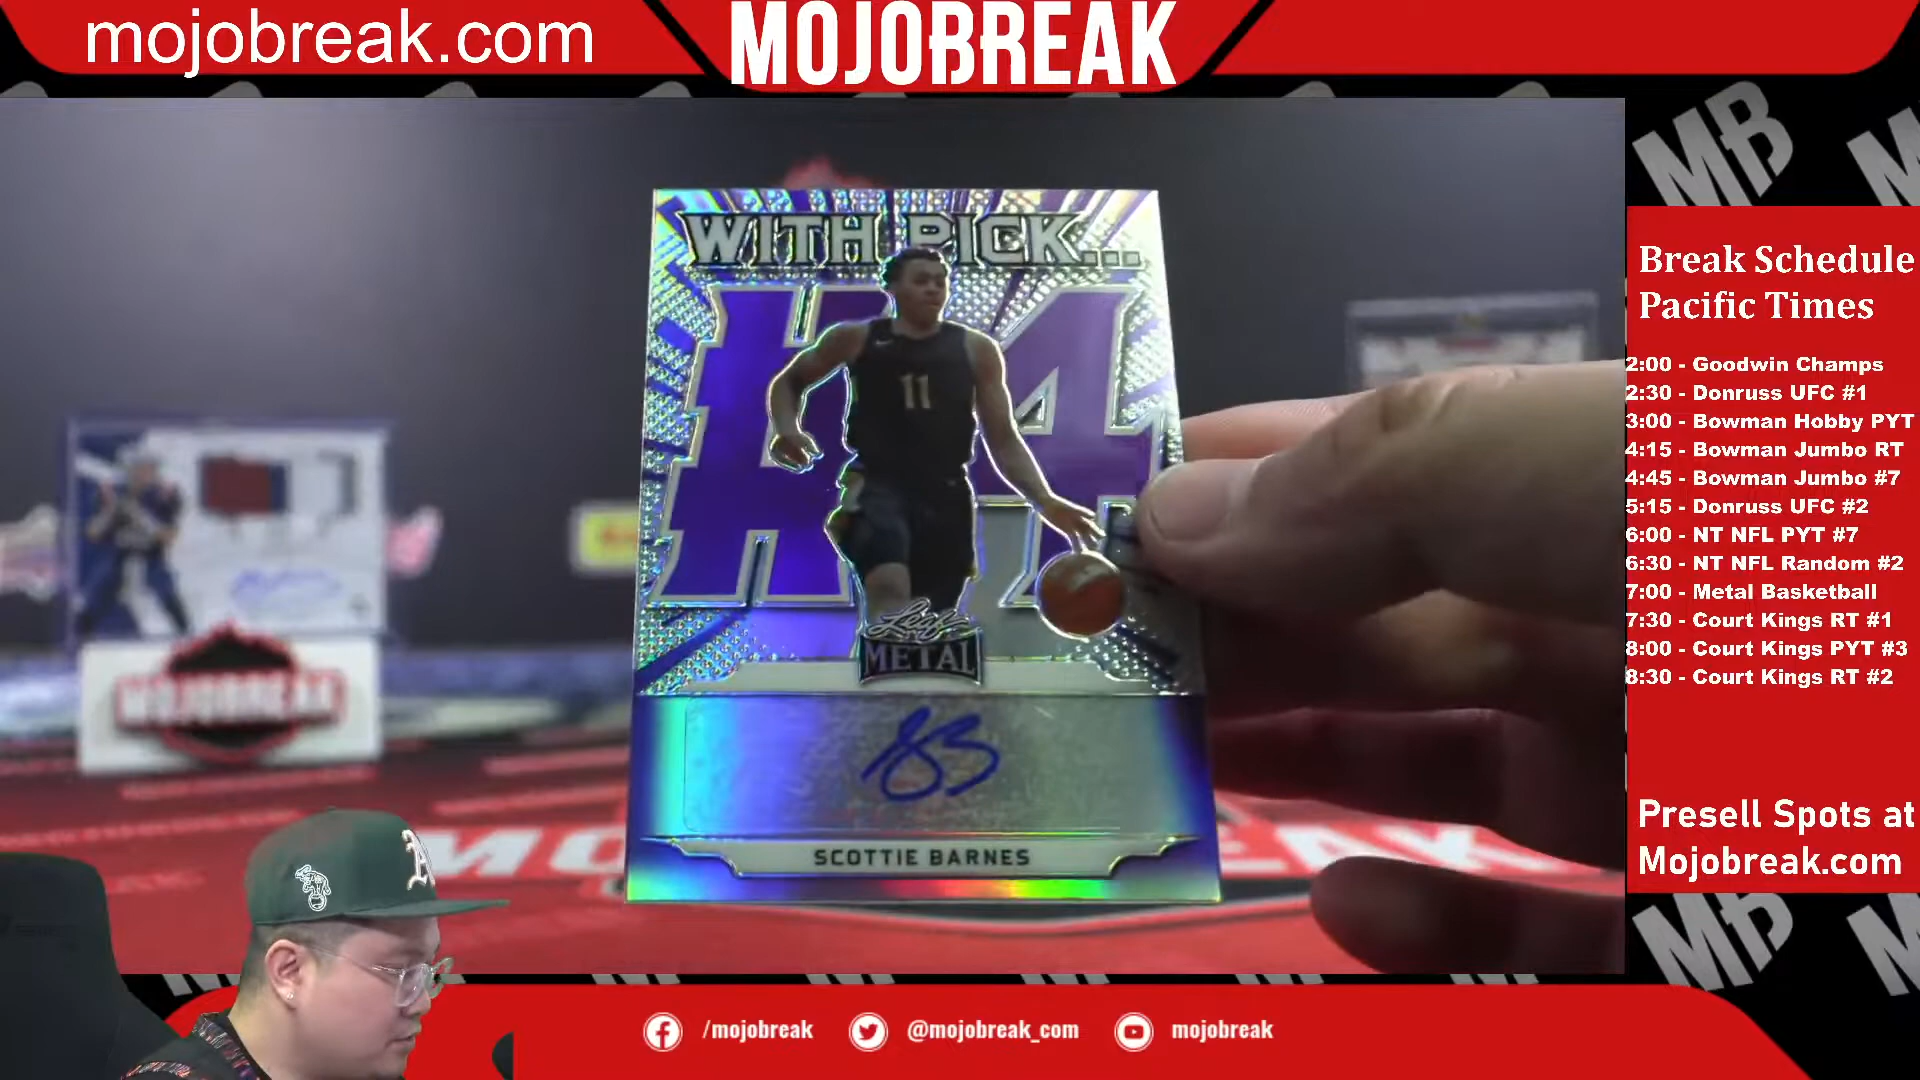 mojobreak.com
MOJOBREAK
WITH PICK...
#4
11
Leaf
METAL
SCOTTIE BARNES
MOJOBREAK
A
Break Schedule
Pacific Times
2:00 - Goodwin Champs
2:30 - Donruss UFC #1
3:00 - Bowman Hobby PYT
4:15 - Bowman Jumbo RT
4:45 - Bowman Jumbo #7
5:15 - Donruss UFC #2
6:00 - NT NFL PYT #7
6:30 - NT NFL Random #2
7:00 - Metal Basketball
7:30 - Court Kings RT #1
8:00 - Court Kings PYT #3
8:30 - Court Kings RT #2
Presell Spots at
Mojobreak.com
MB
MB
/mojobreak
@mojobreak_com
mojobreak